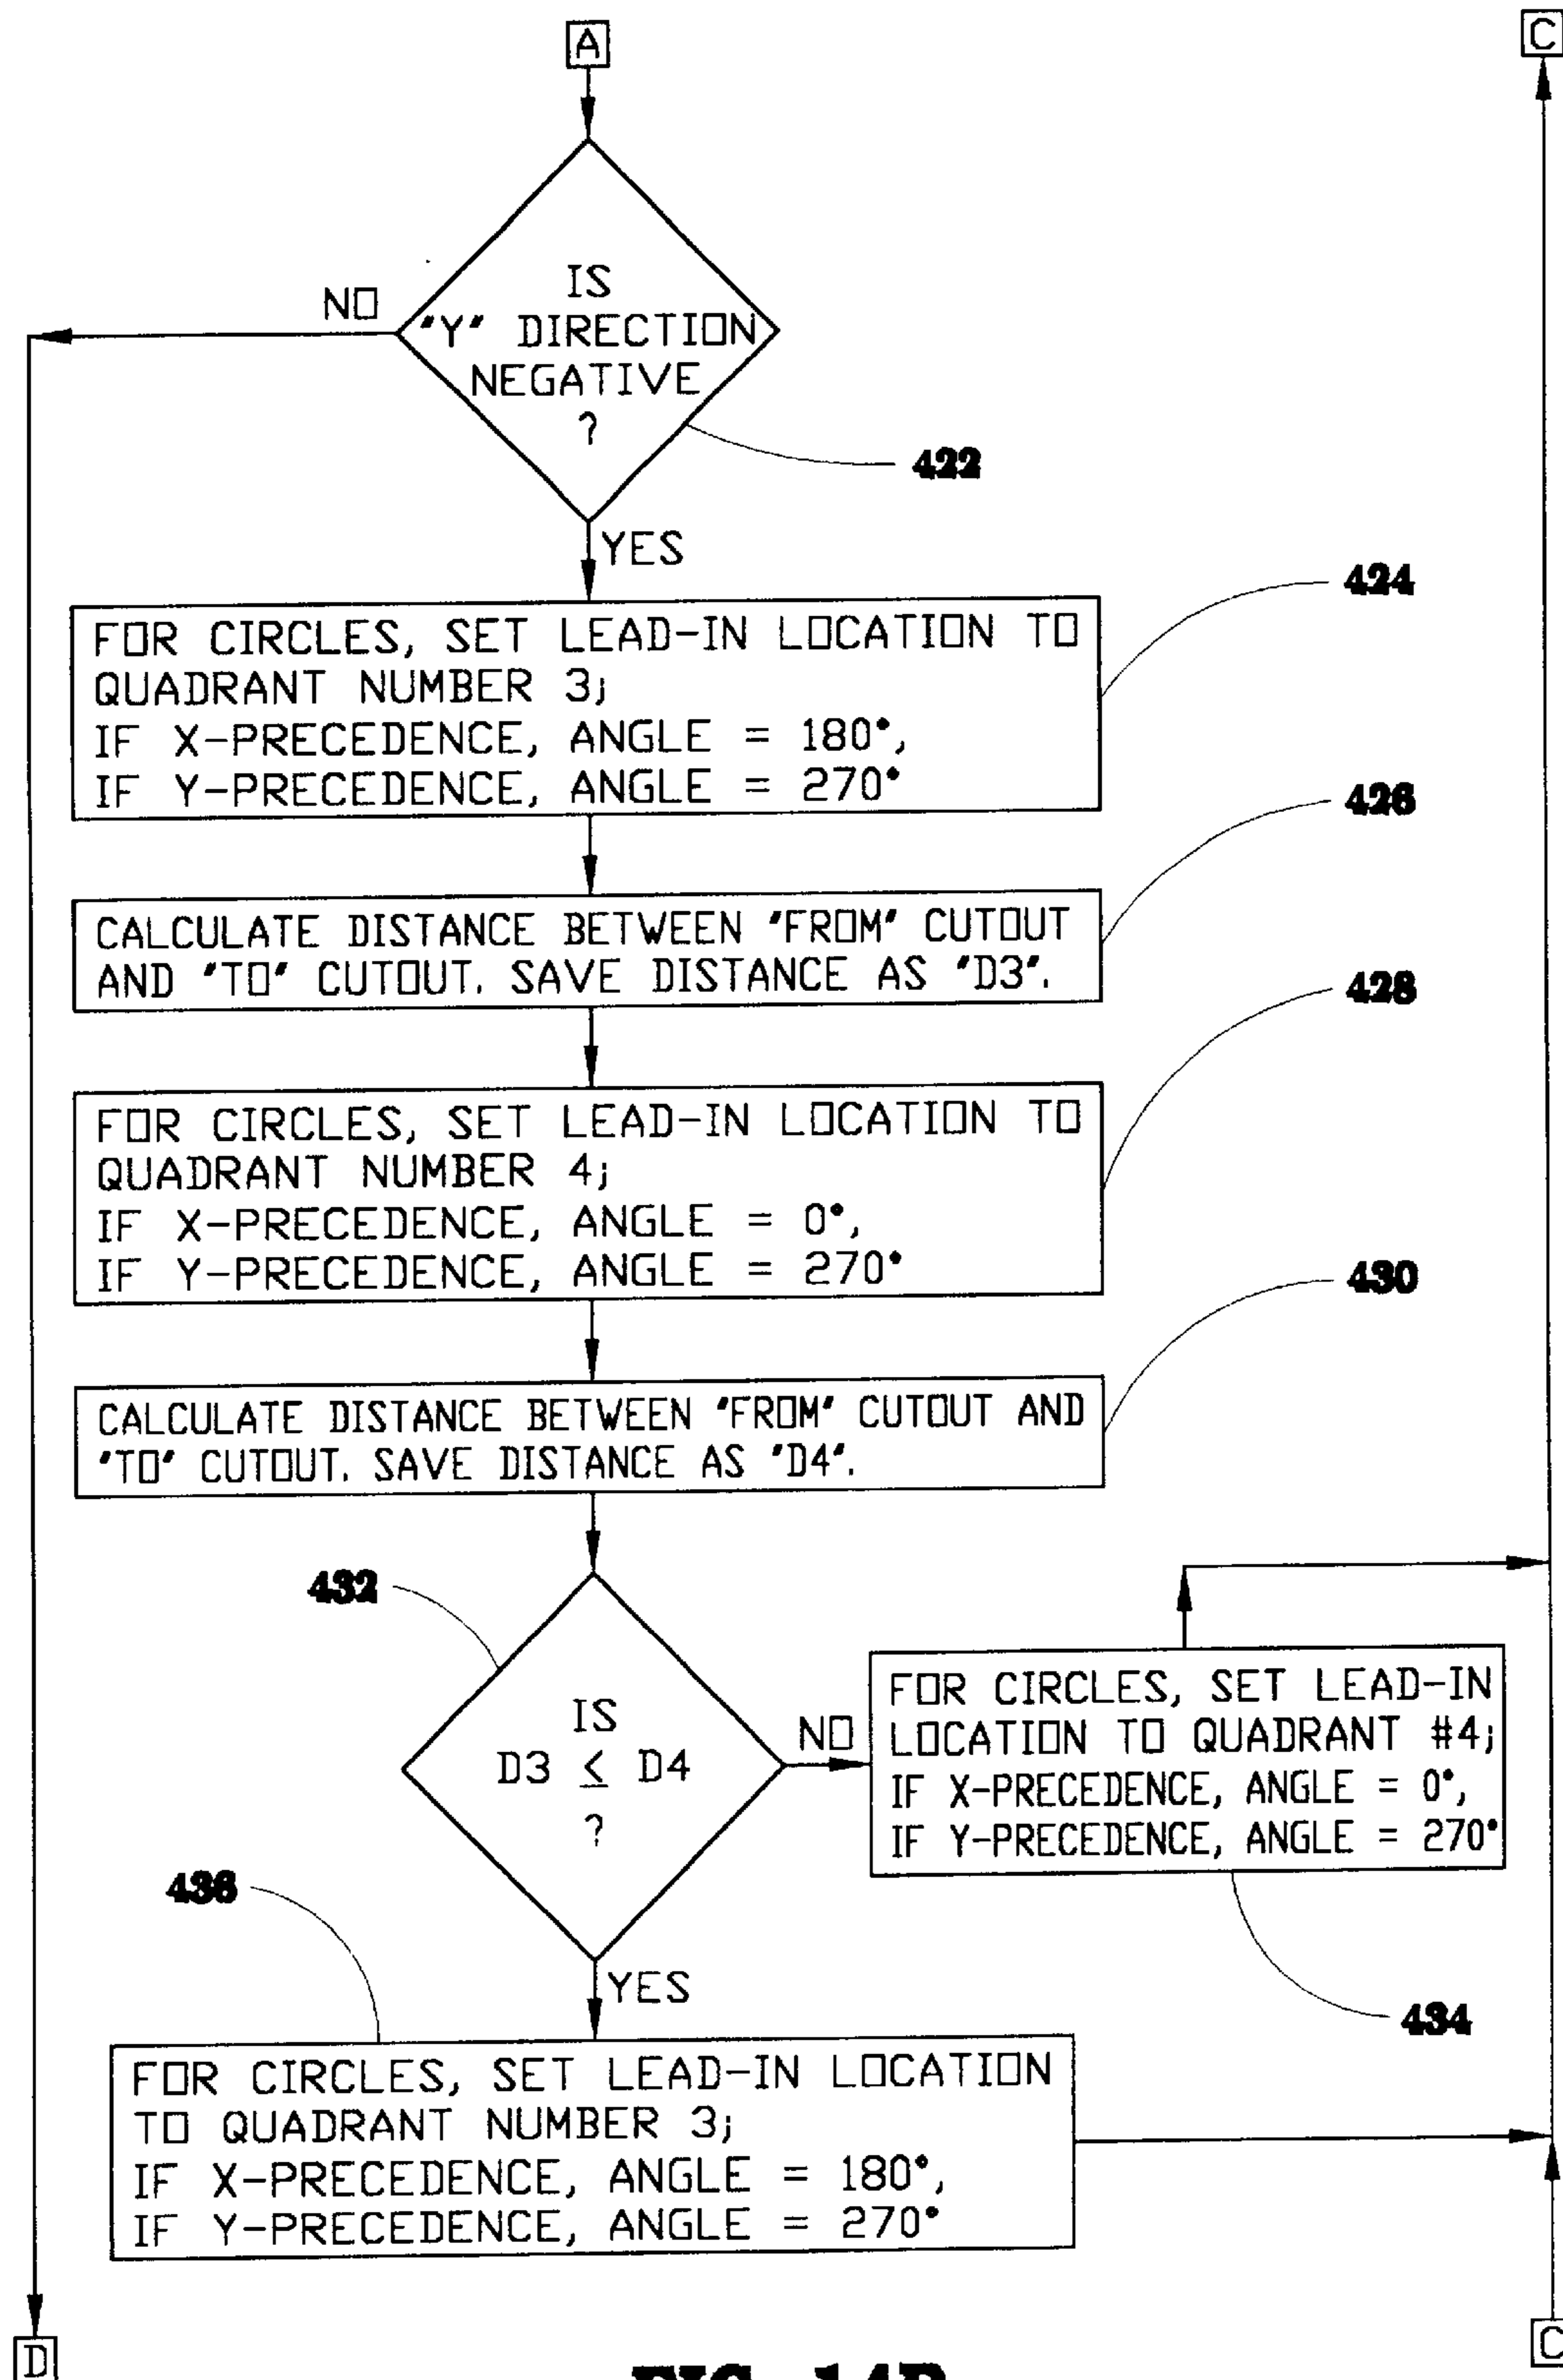 A
C
IS
"Y" DIRECTION
NEGATIVE
?
NO
422
YES
424
FOR CIRCLES, SET LEAD-IN LOCATION TO
QUADRANT NUMBER 3;
IF X-PRECEDENCE, ANGLE = 180°,
IF Y-PRECEDENCE, ANGLE = 270°
426
CALCULATE DISTANCE BETWEEN "FROM" CUTOUT
AND "TO" CUTOUT. SAVE DISTANCE AS "D3".
428
FOR CIRCLES, SET LEAD-IN LOCATION TO
QUADRANT NUMBER 4;
IF X-PRECEDENCE, ANGLE = 0°,
IF Y-PRECEDENCE, ANGLE = 270°
430
CALCULATE DISTANCE BETWEEN "FROM" CUTOUT AND
"TO" CUTOUT. SAVE DISTANCE AS "D4".
432
IS
D3 ≤ D4
?
NO
FOR CIRCLES, SET LEAD-IN
LOCATION TO QUADRANT #4;
IF X-PRECEDENCE, ANGLE = 0°,
IF Y-PRECEDENCE, ANGLE = 270°
434
436
YES
FOR CIRCLES, SET LEAD-IN LOCATION
TO QUADRANT NUMBER 3;
IF X-PRECEDENCE, ANGLE = 180°,
IF Y-PRECEDENCE, ANGLE = 270°
D
C
FIG. 14B